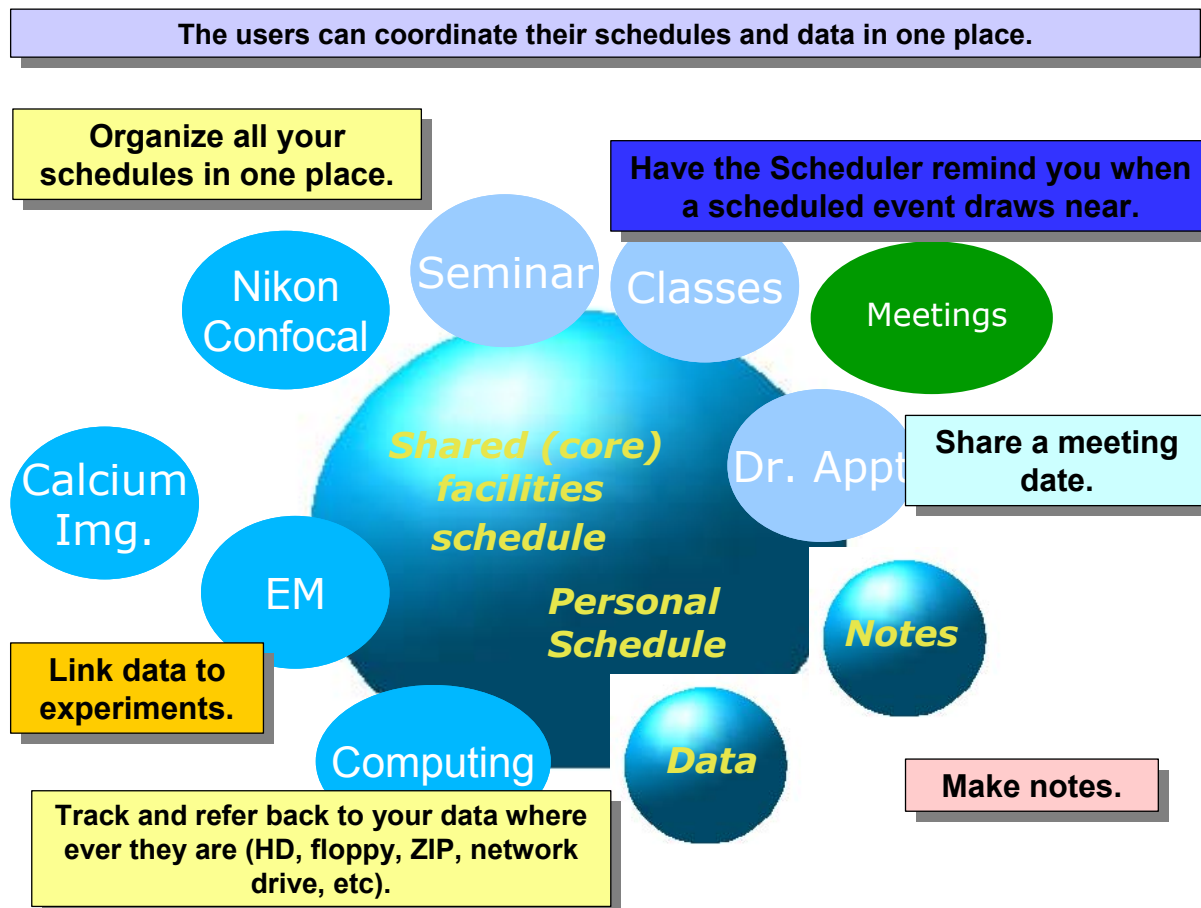 The users can coordinate their schedules and data in one place.
Organize all your
schedules in one place.
Have the Scheduler remind you when
a scheduled event draws near.
Nikon
Confocal
Seminar
Classes
Meetings
Shared (core)
facilities
schedule
Dr. Appt
Share a meeting
date.
Calcium
Img.
EM
Personal
Schedule
Notes
Link data to
experiments.
Computing
Data
Make notes.
Track and refer back to your data where
ever they are (HD, floppy, ZIP, network
drive, etc).